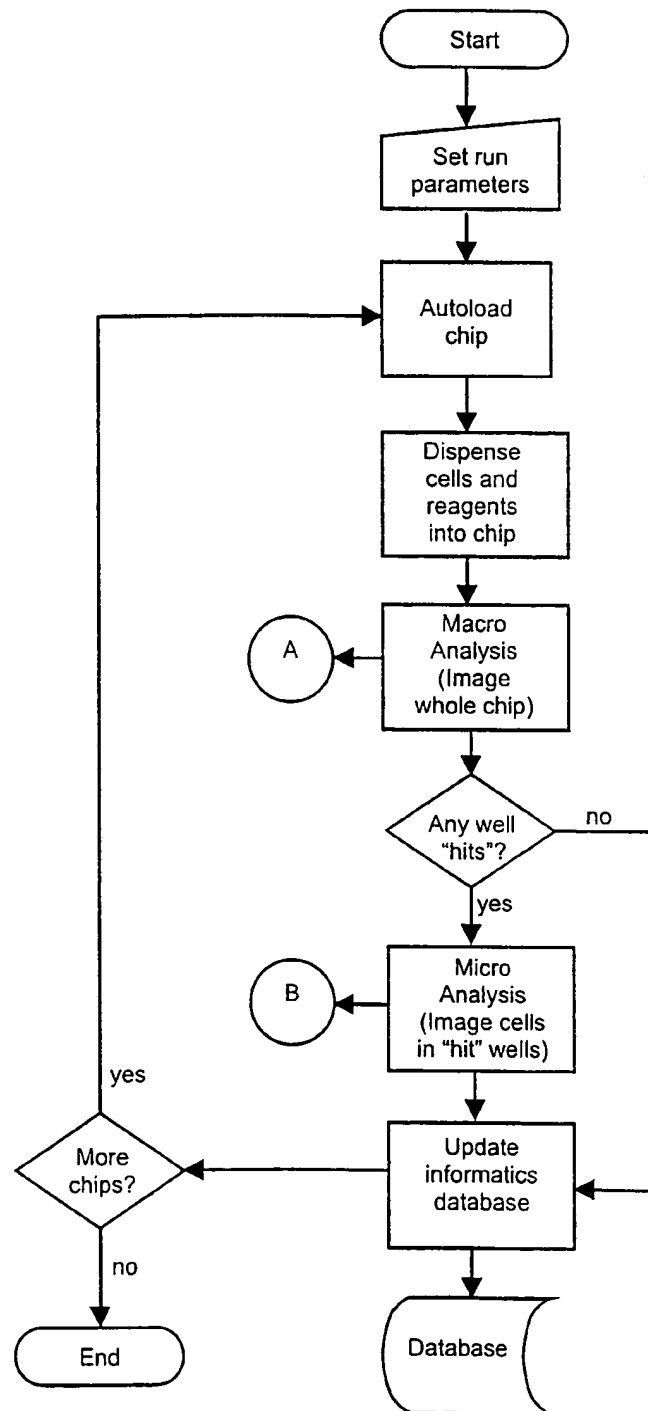 Start
Set run
parameters
Autoload
chip
Dispense
cells and
reagents
into chip
Macro
Analysis
(Image
whole chip)
A
Any well
“hits”?
no
yes
Micro
Analysis
(Image cells
in “hit” wells)
B
yes
Update
informatics
database
More
chips?
no
End
Database